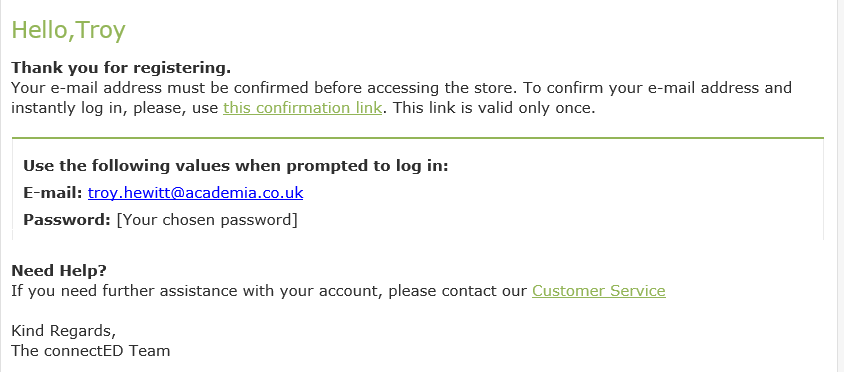 Hello,Troy
Thank you for registering.
Your e-mail address must be confirmed before accessing the store. To confirm your e-mail address and
instantly log in, please, use this confirmation link. This link is valid only once.
Use the following values when prompted to log in:
E-mail: troy.hewitt@academia.co.uk
Password: [Your chosen password]
Need Help?
If you need further assistance with your account, please contact our Customer Service
Kind Regards,
The connectED Team